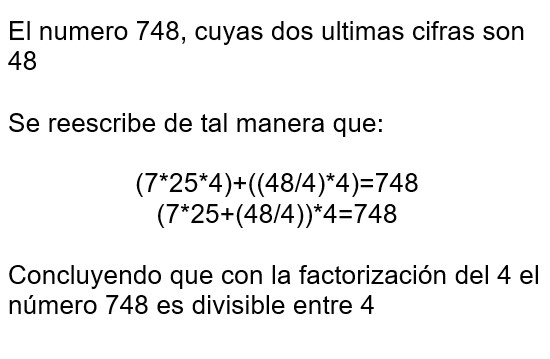 El numero 748, cuyas dos ultimas cifras son
48
Se reescribe de tal manera que:
(7*25*4)+((48/4)*4)=748
(7*25+(48/4))*4=748
Concluyendo que con la factorización del 4 el
número 748 es divisible entre 4